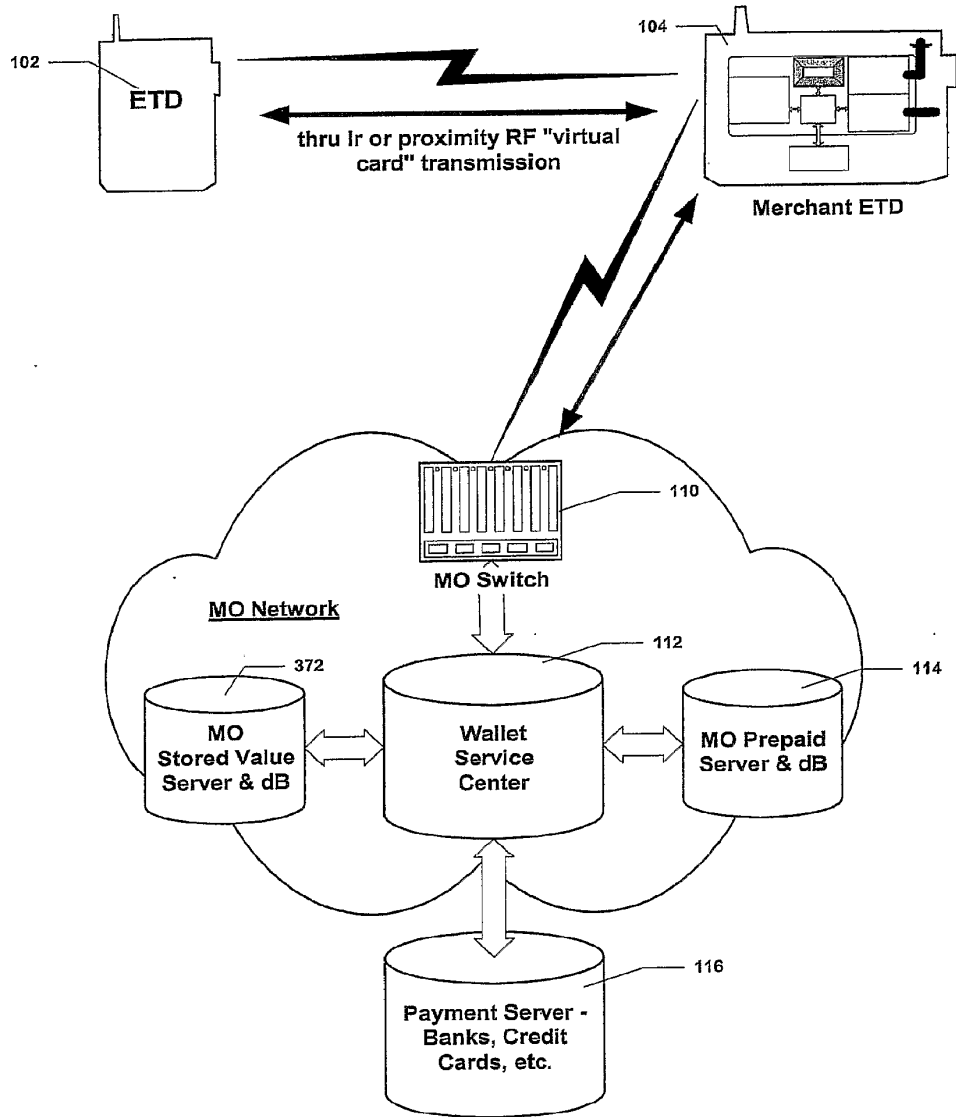 104
102
ETD
thru Ir or proximity RF "virtual
card" transmission
Merchant ETD
110
MO Switch
MO Network
372
112
114
MO
Stored Value
Server & dB
Wallet
Service
Center
MO Prepaid
Server & dB
116
Payment Server -
Banks, Credit
Cards, etc.